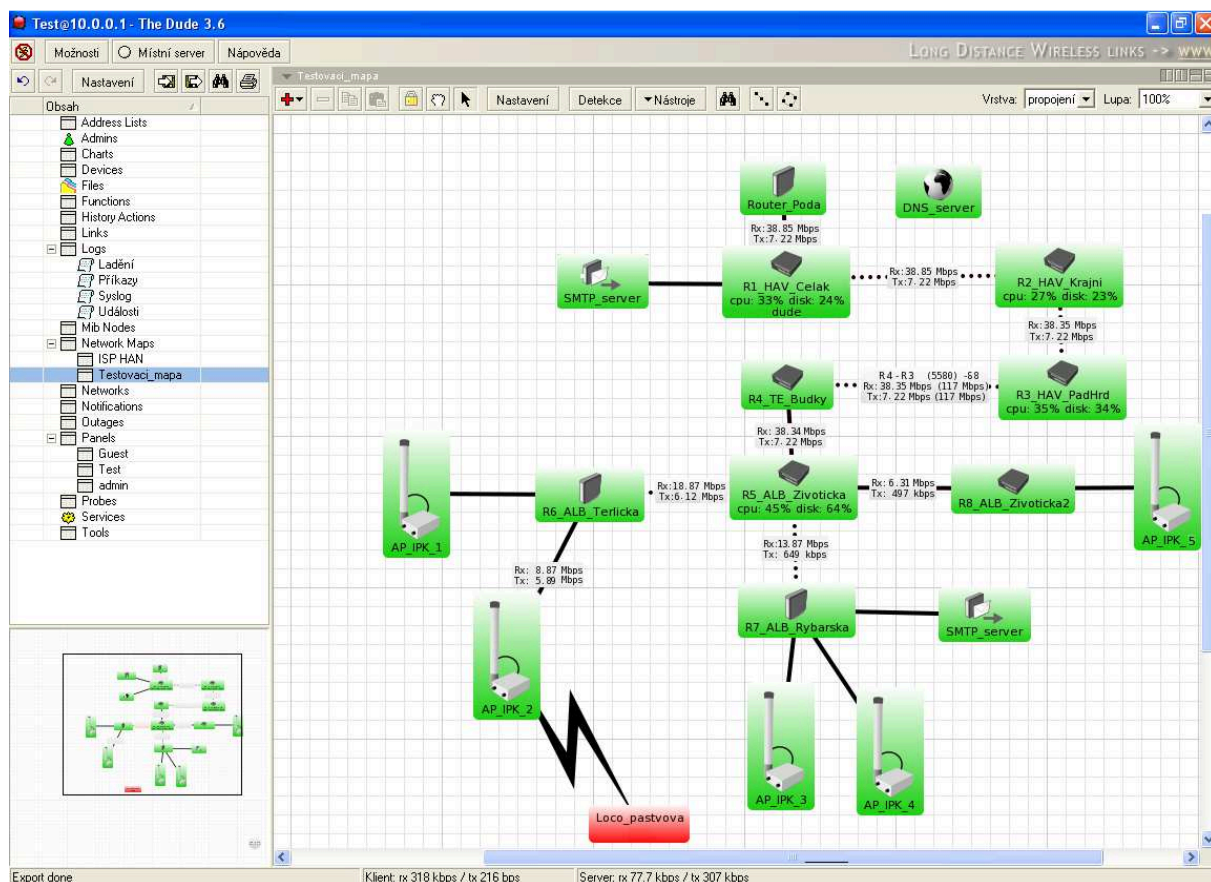 Test@10.0.0.1 - The Dude 3.6
Možnosti
Místní server
Nápověda
LONG DISTANCE WIRELESS LINKS -> WWW
Nastavení
Testovaci_mapa
Nastavení
Detekce
Nástroje
Vrstva:
propojení
Lupa:
100%
Obsah
Address Lists
Admins
Charts
Devices
Files
Functions
History Actions
Links
Logs
Ladění
Příkazy
Syslog
Události
Mib Nodes
Network Maps
ISP HAN
Testovaci_mapa
Networks
Notifications
Outages
Panels
Guest
Test
admin
Probes
Services
Tools
Router_Poda
DNS_server
Rx:38.85 Mbps
Tx:7.22 Mbps
SMTP_server
R1_HAV_Celak
cpu: 33% disk: 24%
dude
Rx:38.85 Mbps
Tx:7.22 Mbps
R2_HAV_Krajni
cpu: 27% disk: 23%
Rx:38.35 Mbps
Tx:7.22 Mbps
R4_TE_Budky
R4-R3 (5580) -68
Rx:38.35 Mbps (117 Mbps)
Tx:7.22 Mbps (117 Mbps)
R3_HAV_PadHrd
cpu: 35% disk: 34%
Rx: 38.34 Mbps
Tx:7.22 Mbps
AP_IPK_1
R6_ALB_Terlicka
Rx:18.87 Mbps
Tx:6.12 Mbps
R5_ALB_Zivoticka
cpu: 45% disk: 64%
Rx: 6.31 Mbps
Tx: 497 kbps
R8_ALB_Zivoticka2
AP_IPK_5
Rx: 8.87 Mbps
Tx: 5.89 Mbps
Rx:13.87 Mbps
Tx: 649 kbps
R7_ALB_Rybarska
SMTP_server
AP_IPK_2
AP_IPK_3
AP_IPK_4
Loco_pastvova
Export done
Klient: rx 318 kbps / tx 216 bps
Server: rx 77.7 kbps / tx 307 kbps